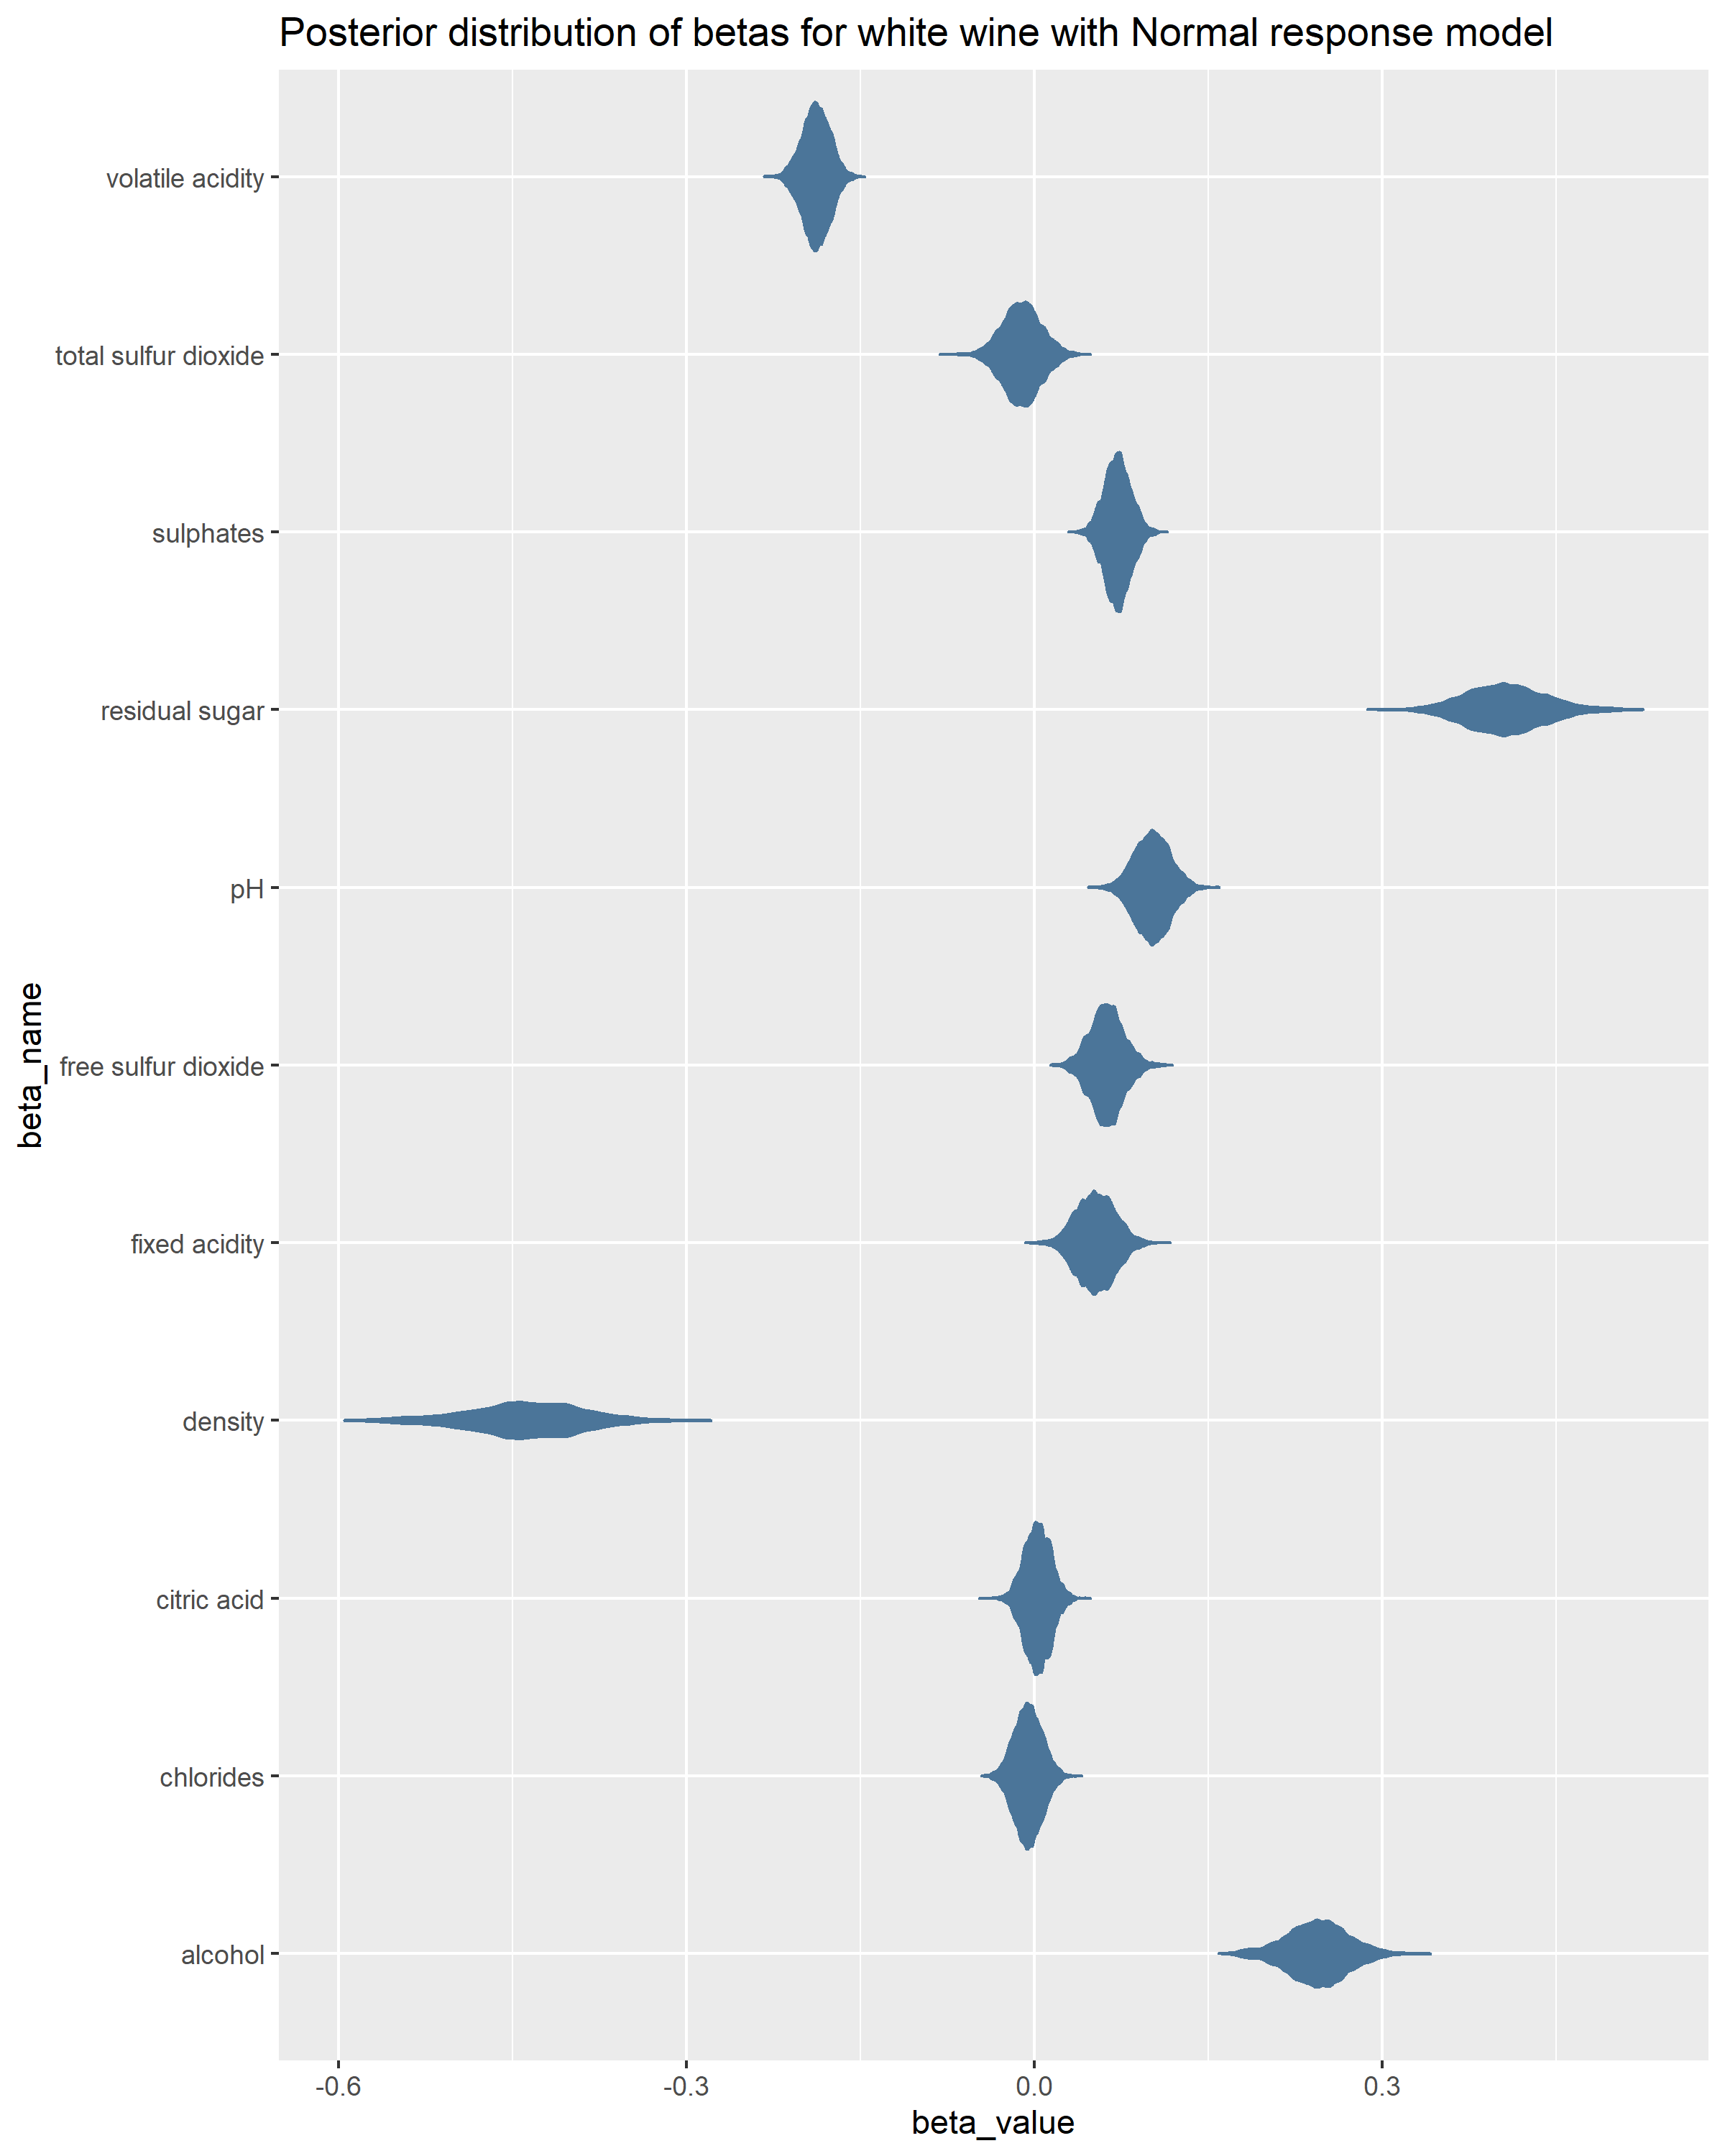 Posterior distribution of betas for white wine with Normal response model
volatile acidity
total sulfur dioxide
sulphates
residual sugar
pH
free sulfur dioxide
fixed acidity
density
citric acid
chlorides
alcohol
beta_name
-0.6
-0.3
0.0
0.3
beta_value